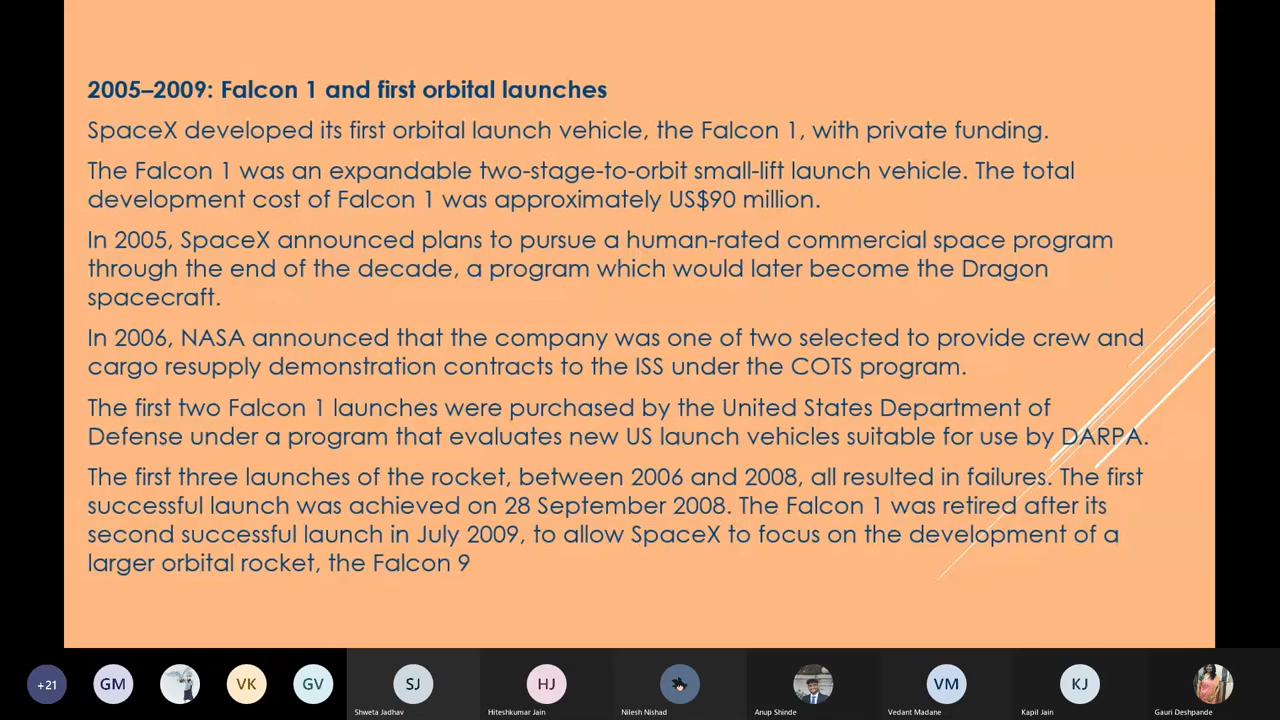 2005–2009: Falcon 1 and first orbital launches
SpaceX developed its first orbital launch vehicle, the Falcon 1, with private funding.
The Falcon 1 was an expandable two-stage-to-orbit small-lift launch vehicle. The total
development cost of Falcon 1 was approximately US$90 million.
In 2005, SpaceX announced plans to pursue a human-rated commercial space program
through the end of the decade, a program which would later become the Dragon
spacecraft.
In 2006, NASA announced that the company was one of two selected to provide crew and
cargo resupply demonstration contracts to the ISS under the COTS program.
The first two Falcon 1 launches were purchased by the United States Department of
Defense under a program that evaluates new US launch vehicles suitable for use by DARPA.
The first three launches of the rocket, between 2006 and 2008, all resulted in failures. The first
successful launch was achieved on 28 September 2008. The Falcon 1 was retired after its
second successful launch in July 2009, to allow SpaceX to focus on the development of a
larger orbital rocket, the Falcon 9
+21 GM VK GV SJ HJ VM KJ
Shweta Jadhav Hiteshkumar Jain Nilesh Nishad Anup Shinde Vedant Madane Kapil Jain Gauri Deshpande